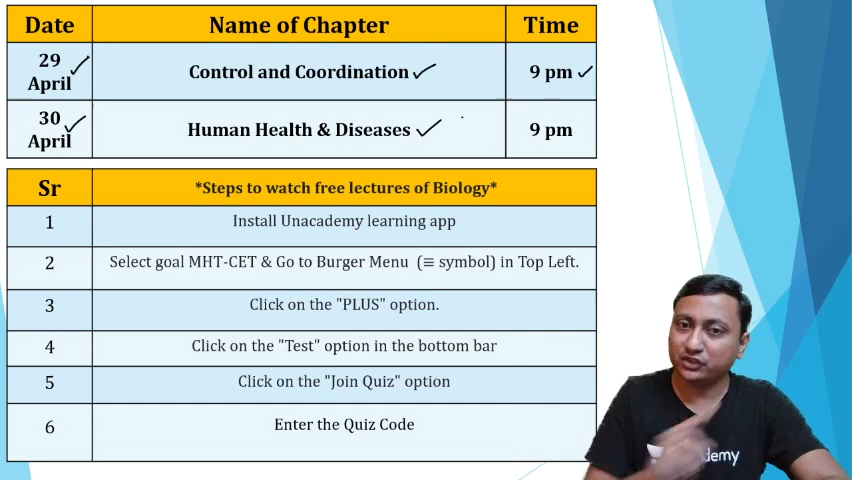 Date Name of Chapter Time
29 April Control and Coordination 9 pm
30 April Human Health & Diseases 9 pm
Sr *Steps to watch free lectures of Biology*
1 Install Unacademy learning app
2 Select goal MHT-CET & Go to Burger Menu (≡ symbol) in Top Left.
3 Click on the "PLUS" option.
4 Click on the "Test" option in the bottom bar
5 Click on the "Join Quiz" option
6 Enter the Quiz Code